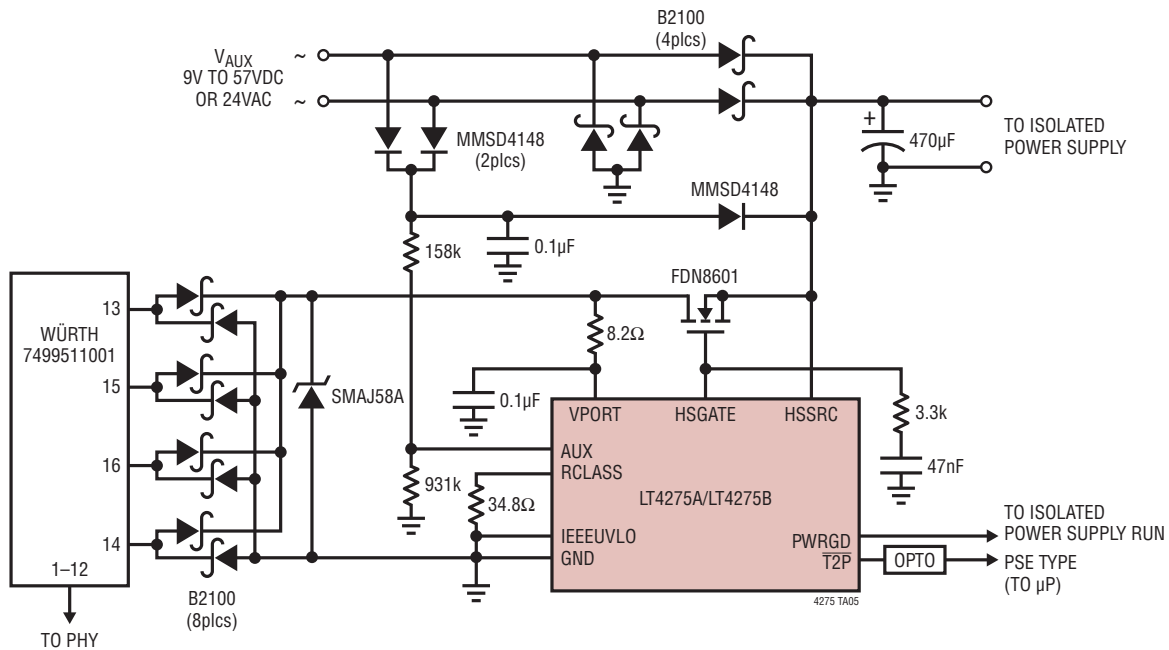 B2100
(4plcs)
VAUX
9V TO 57VDC
OR 24VAC
~
~
MMSD4148
(2plcs)
+
470µF
TO ISOLATED
POWER SUPPLY
MMSD4148
158k
0.1µF
FDN8601
WÜRTH
7499511001
13
15
16
14
1–12
TO PHY
B2100
(8plcs)
SMAJ58A
8.2Ω
0.1µF
3.3k
47nF
VPORT
HSGATE
HSSRC
AUX
RCLASS
931k
34.8Ω
LT4275A/LT4275B
IEEEUVLO
GND
PWRGD
T2P
OPTO
TO ISOLATED
POWER SUPPLY RUN
PSE TYPE
(TO µP)
4275 TA05